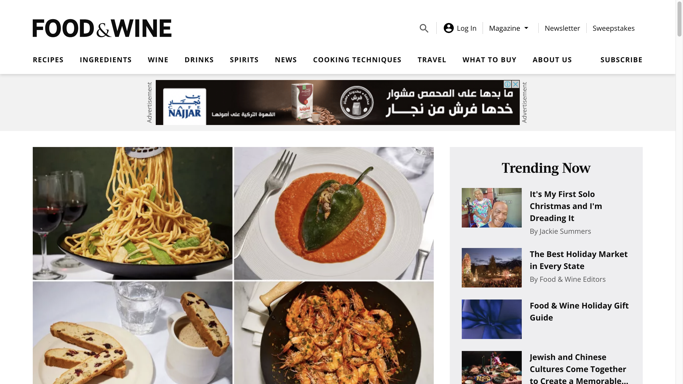 FOOD&WINE
Log In
Magazine
Newsletter
Sweepstakes
RECIPES
INGREDIENTS
WINE
DRINKS
SPIRITS
NEWS
COOKING TECHNIQUES
TRAVEL
WHAT TO BUY
ABOUT US
SUBSCRIBE
Advertisement
CAFÉ
NAJJAR
نجار
القهوة التركية على أصولها
ما بدها على المحمص مشوار
خدها فرش من نجار
Advertisement
Trending Now
It's My First Solo
Christmas and I'm
Dreading It
By Jackie Summers
The Best Holiday Market
in Every State
By Food & Wine Editors
Food & Wine Holiday Gift
Guide
Jewish and Chinese
Cultures Come Together
to Create a Memorable...